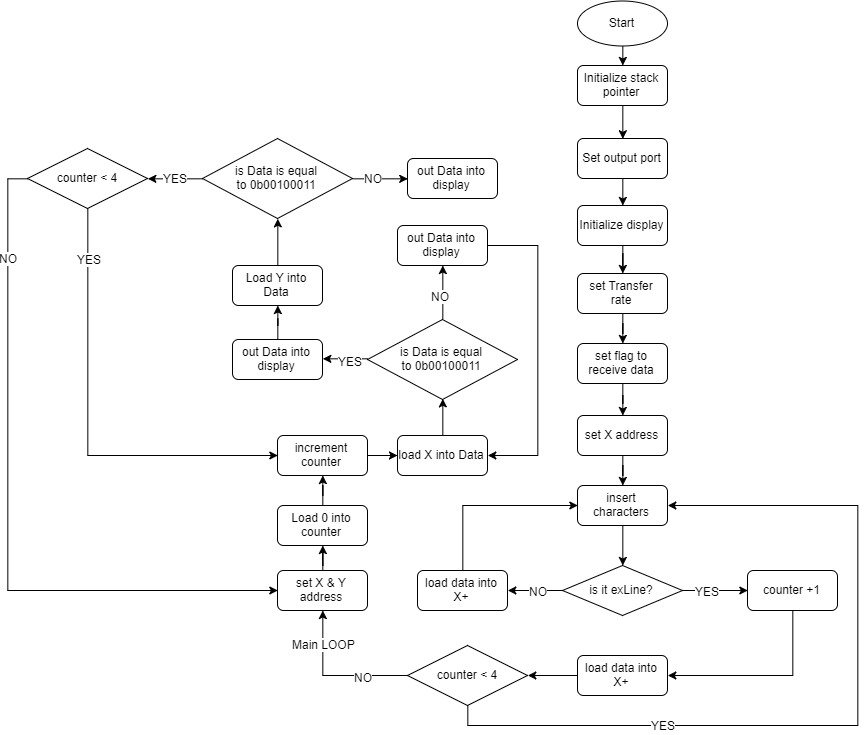 Start
Initialize stack
pointer
Set output port
Initialize display
set Transfer
rate
set flag to
receive data
set X address
insert
characters
is it exLine?
NO
load data into
X+
YES
counter +1
load data into
X+
counter < 4
YES
NO
Main LOOP
set X & Y
address
Load 0 into
counter
increment
counter
load X into Data
is Data is equal
to 0b00100011
NO
out Data into
display
YES
out Data into
display
Load Y into
Data
is Data is equal
to 0b00100011
NO
out Data into
display
YES
counter < 4
YES
NO